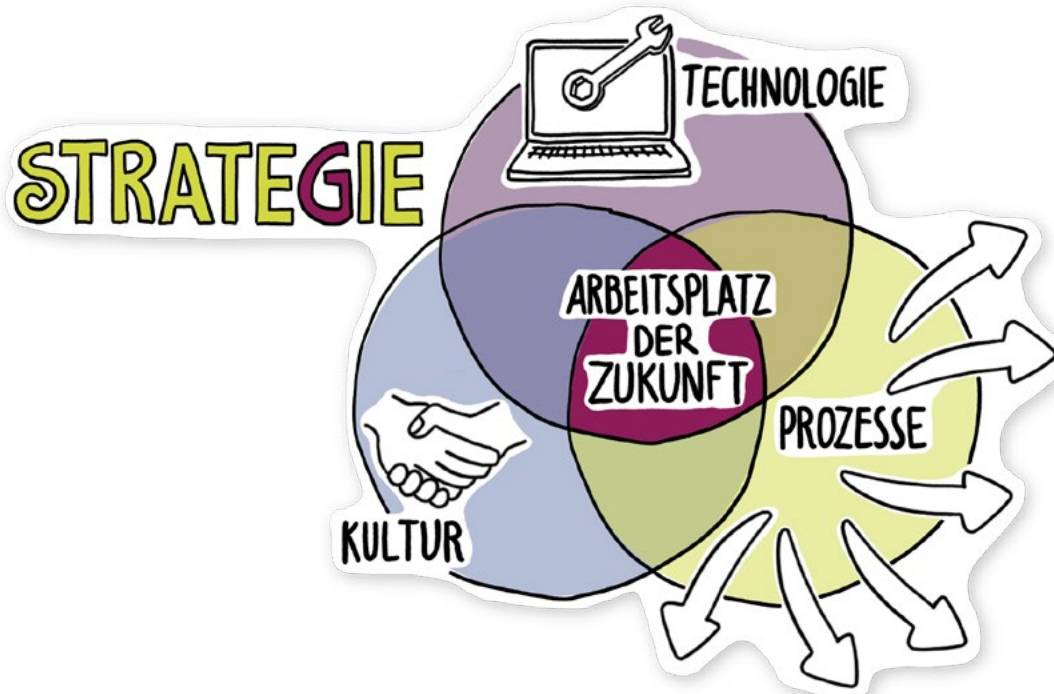 STRATEGIE
TECHNOLOGIE
ARBEITSPLATZ
DER
ZUKUNFT
PROZESSE
KULTUR